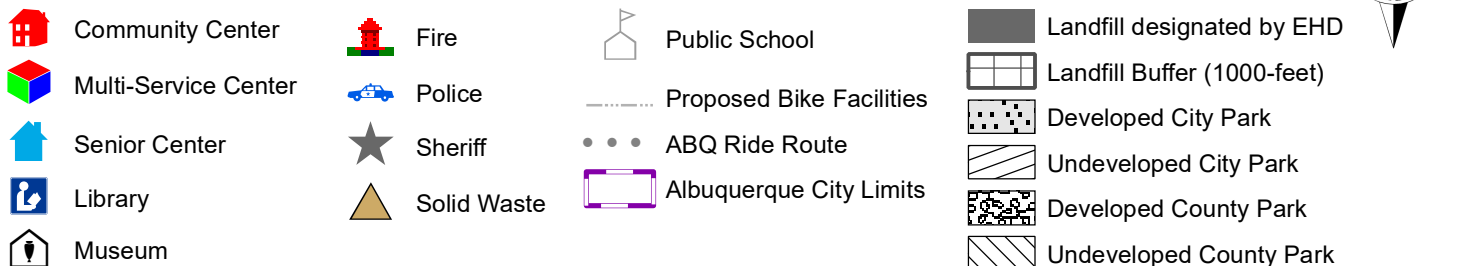 Community Center
Multi-Service Center
Senior Center
Library
Museum
Fire
Police
Sheriff
Solid Waste
Public School
Proposed Bike Facilities
ABQ Ride Route
Albuquerque City Limits
Landfill designated by EHD
Landfill Buffer (1000-feet)
Developed City Park
Undeveloped City Park
Developed County Park
Undeveloped County Park